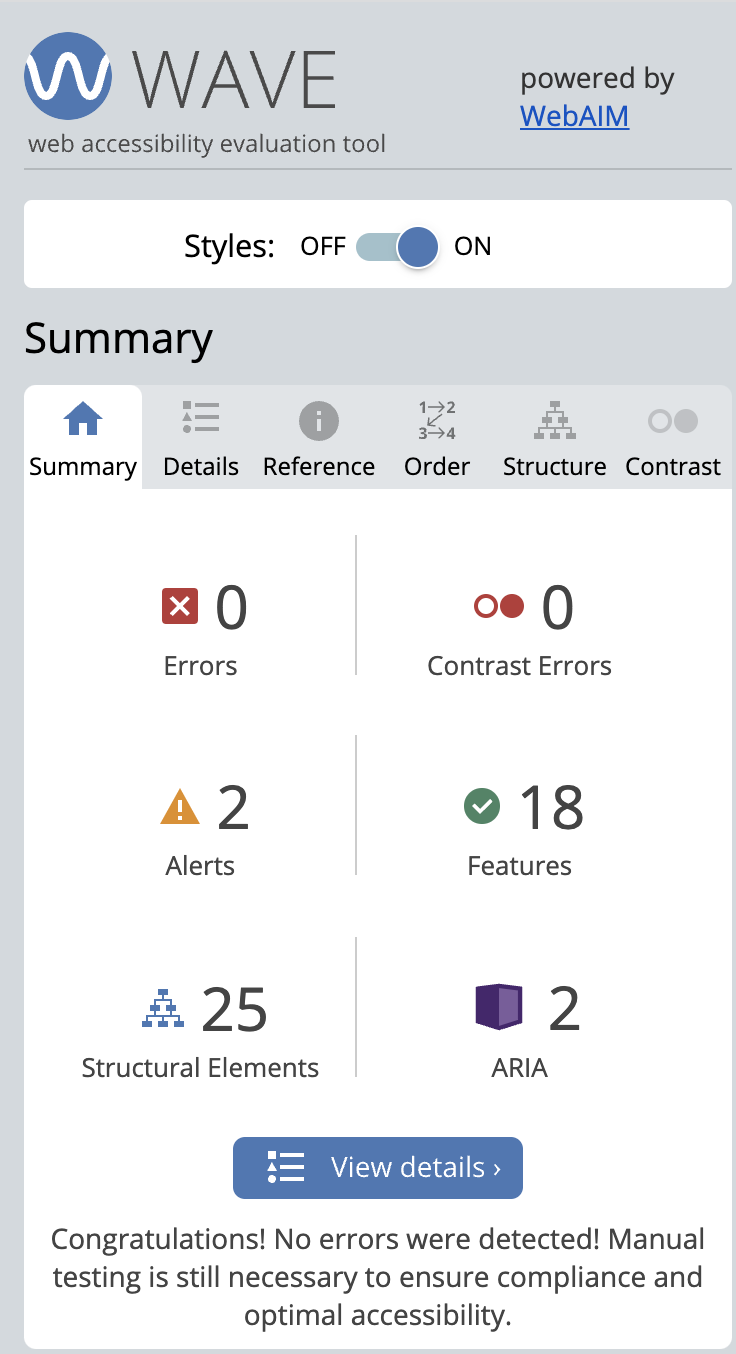 WAVE
powered by
WebAIM
web accessibility evaluation tool
Styles: OFF ON
Summary
1→2
3→4
Summary Details Reference Order Structure Contrast
0 0
Errors Contrast Errors
2 18
Alerts Features
25 2
Structural Elements ARIA
View details ›
Congratulations! No errors were detected! Manual
testing is still necessary to ensure compliance and
optimal accessibility.